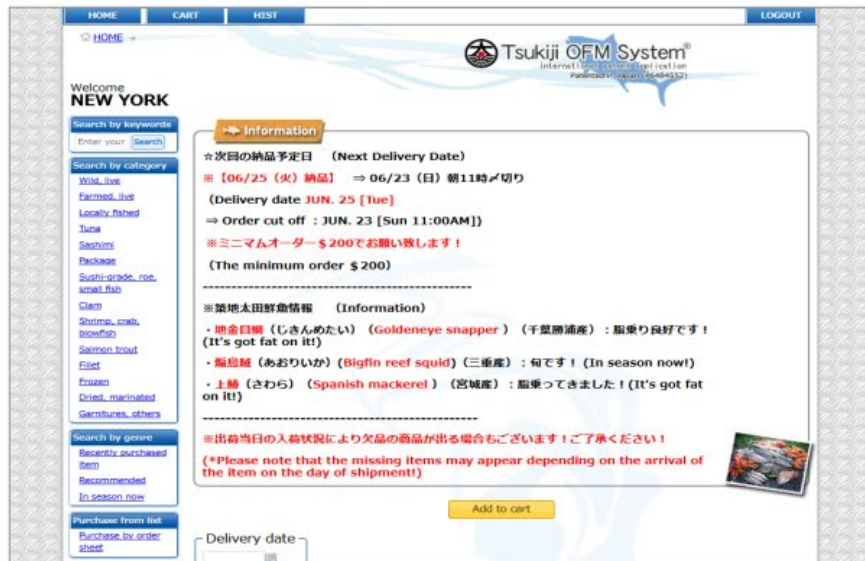 HOME CART HIST LOGOUT
HOME
Tsukiji OFM System®
international patent application
Patented in Japan (#6484552)
Welcome
NEW YORK
Search by keywords
Enter your Search
Search by category
Wild, live
Farmed, live
Locally fished
Tuna
Sashimi
Package
Sushi-grade, roe,
small fish
Clam
Shrimp, crab,
blowfish
Salmon trout
Fillet
Frozen
Dried, marinated
Garnitures, others
Search by genre
Recently purchased
item
Recommended
In season now
Purchase from list
Purchase by order
sheet
Information
☆次回の納品予定日 (Next Delivery Date)
※【06/25（火）納品】 ⇒ 06/23（日）朝11時〆切り
(Delivery date JUN. 25 [Tue]
⇒ Order cut off : JUN. 23 [Sun 11:00AM])
※ミニマムオーダー＄200でお願い致します！
(The minimum order $200)
------------------------------------------------
※築地太田鮮魚情報 (Information)
・地金目鯛（じきんめたい）（Goldeneye snapper ）（千葉勝浦産）：脂乗り良好です！
(It's got fat on it!)
・障泥烏賊（あおりいか）(Bigfin reef squid)（三重産）：旬です！ (In season now!)
・上鰆（さわら）（Spanish mackerel ）（宮城産）：脂乗ってきました！(It's got fat
on it!)
------------------------------------------------
※出荷当日の入荷状況により欠品の商品が出る場合もございます！ご了承ください！
(*Please note that the missing items may appear depending on the arrival of
the item on the day of shipment!)
Add to cart
Delivery date